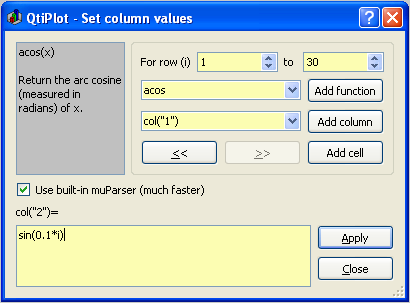 QtiPlot - Set column values
acos(x)
Return the arc cosine
(measured in
radians) of x.
For row (i) 1 to 30
acos Add function
col("1") Add column
<< >> Add cell
Use built-in muParser (much faster)
col("2")=
sin(0.1*i)
Apply
Close